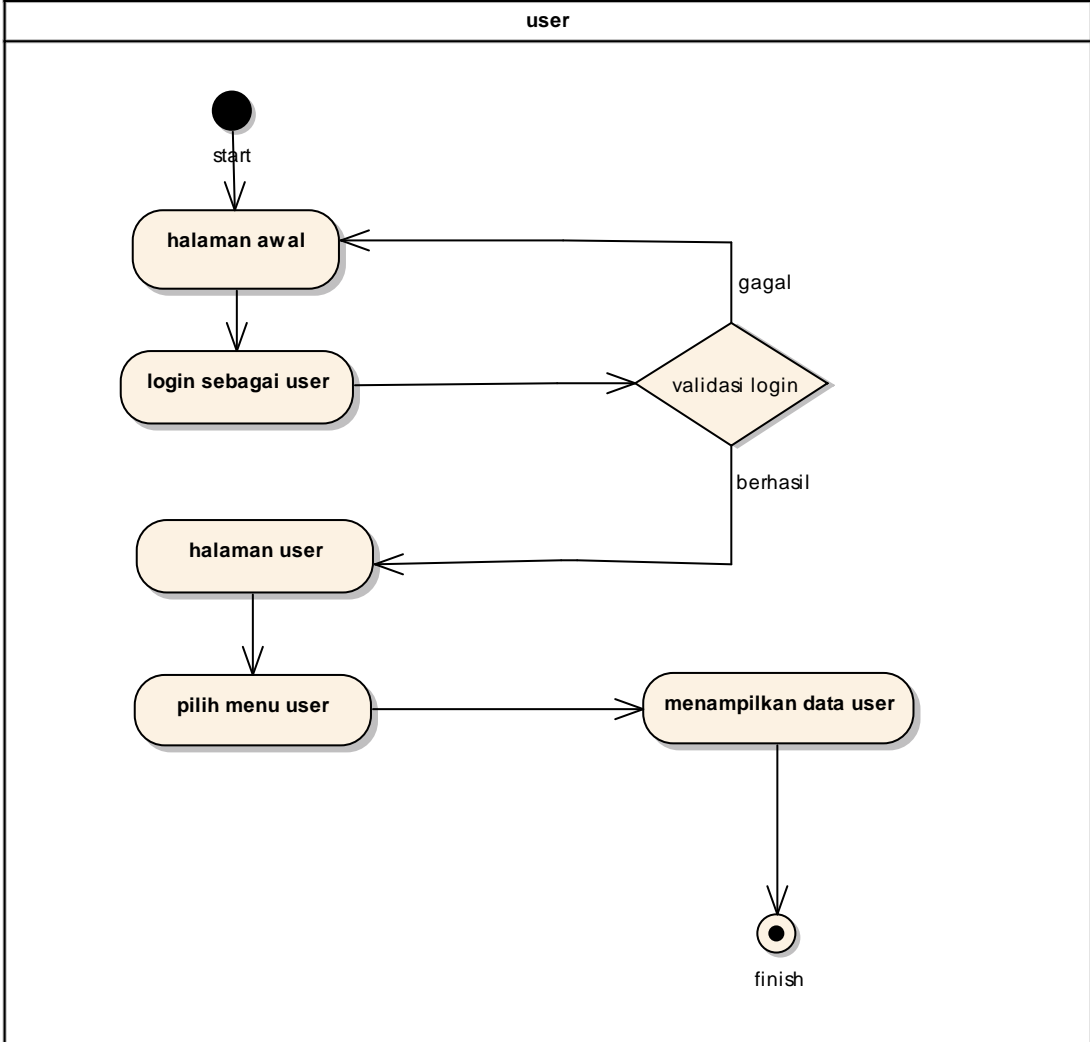 user
start
halaman awal
gagal
login sebagai user
validasi login
berhasil
halaman user
pilih menu user
menampilkan data user
finish